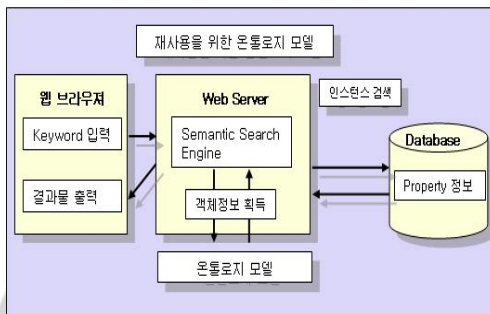 재사용을 위한 온톨로지 모델
웹 브라우져
Keyword 입력
결과물 출력
Web Server
Semantic Search
Engine
객체정보 획득
온톨로지 모델
인스턴스 검색
Database
Property 정보